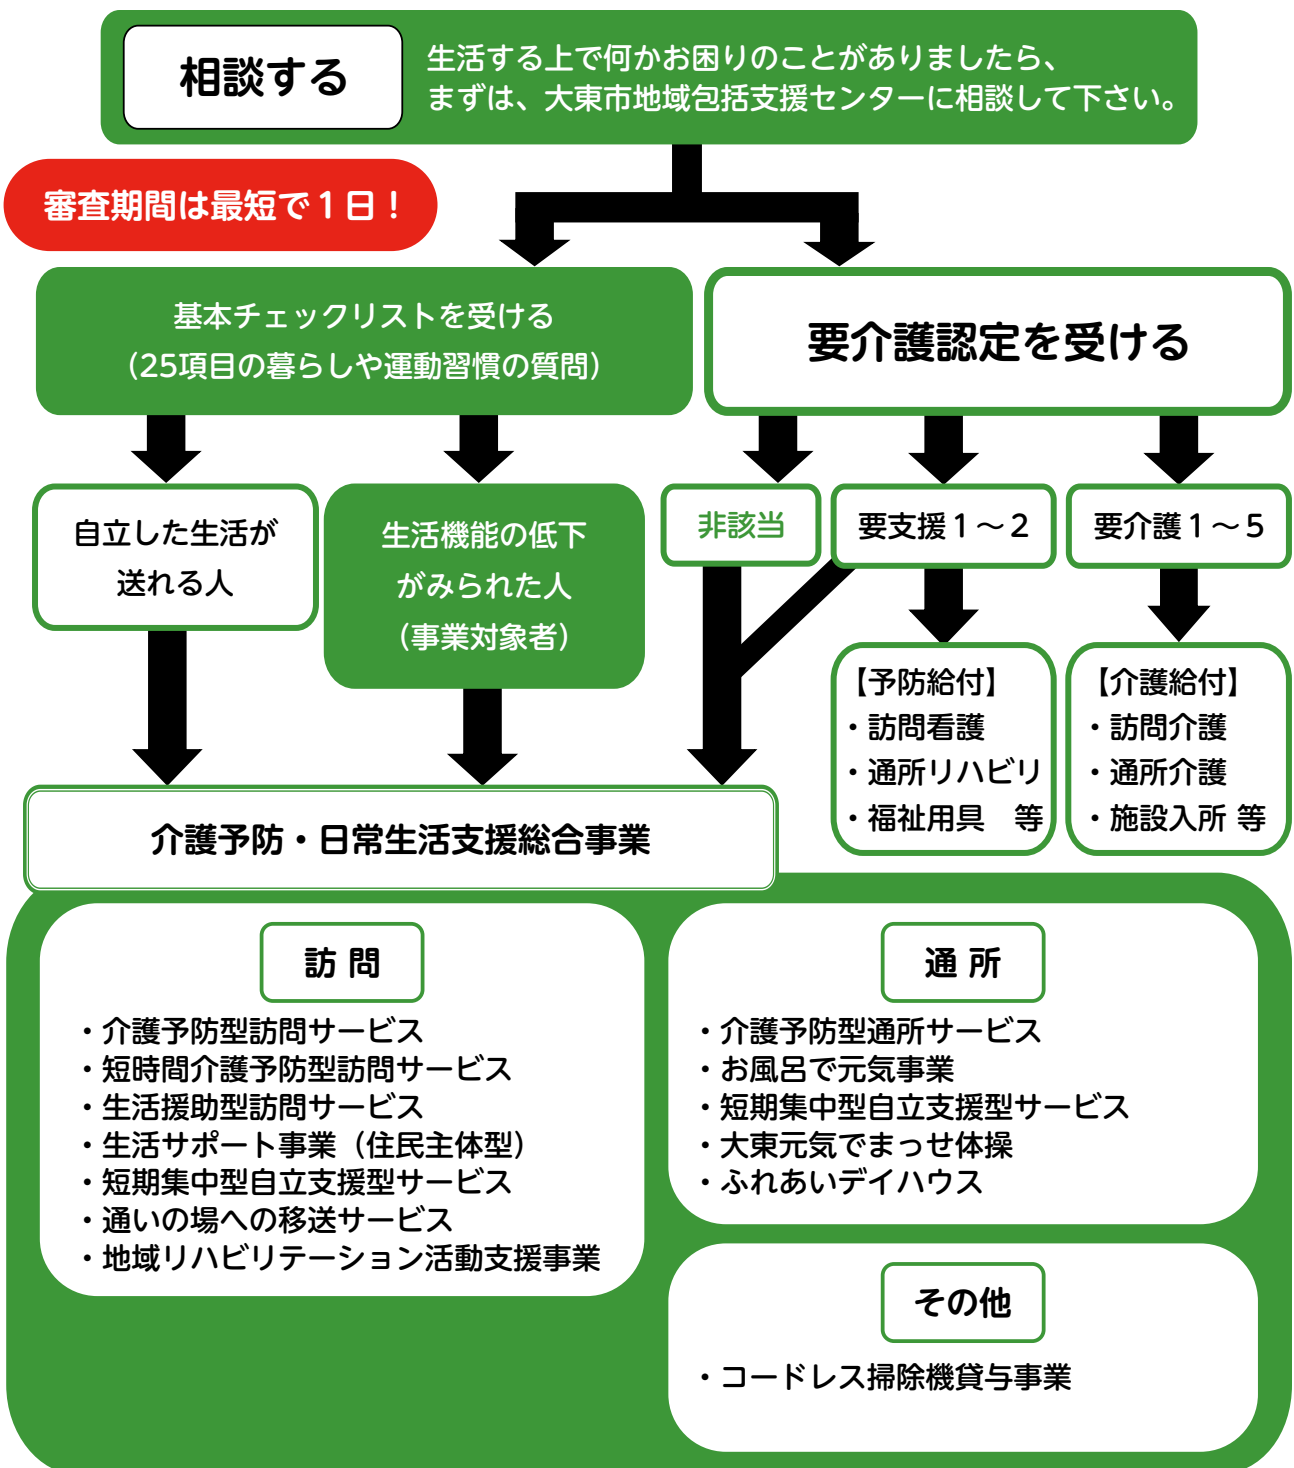 相談する
生活する上で何かお困りのことがありましたら、
まずは、大東市地域包括支援センターに相談して下さい。
審査期間は最短で１日！
基本チェックリストを受ける
（25項目の暮らしや運動習慣の質問）
要介護認定を受ける
自立した生活が
送れる人
生活機能の低下
がみられた人
（事業対象者）
非該当
要支援１～２
要介護１～５
【予防給付】
・訪問看護
・通所リハビリ
・福祉用具　等
【介護給付】
・訪問介護
・通所介護
・施設入所 等
介護予防・日常生活支援総合事業
訪 問
・介護予防型訪問サービス
・短時間介護予防型訪問サービス
・生活援助型訪問サービス
・生活サポート事業（住民主体型）
・短期集中型自立支援型サービス
・通いの場への移送サービス
・地域リハビリテーション活動支援事業
通 所
・介護予防型通所サービス
・お風呂で元気事業
・短期集中型自立支援型サービス
・大東元気でまっせ体操
・ふれあいデイハウス
その他
・コードレス掃除機貸与事業